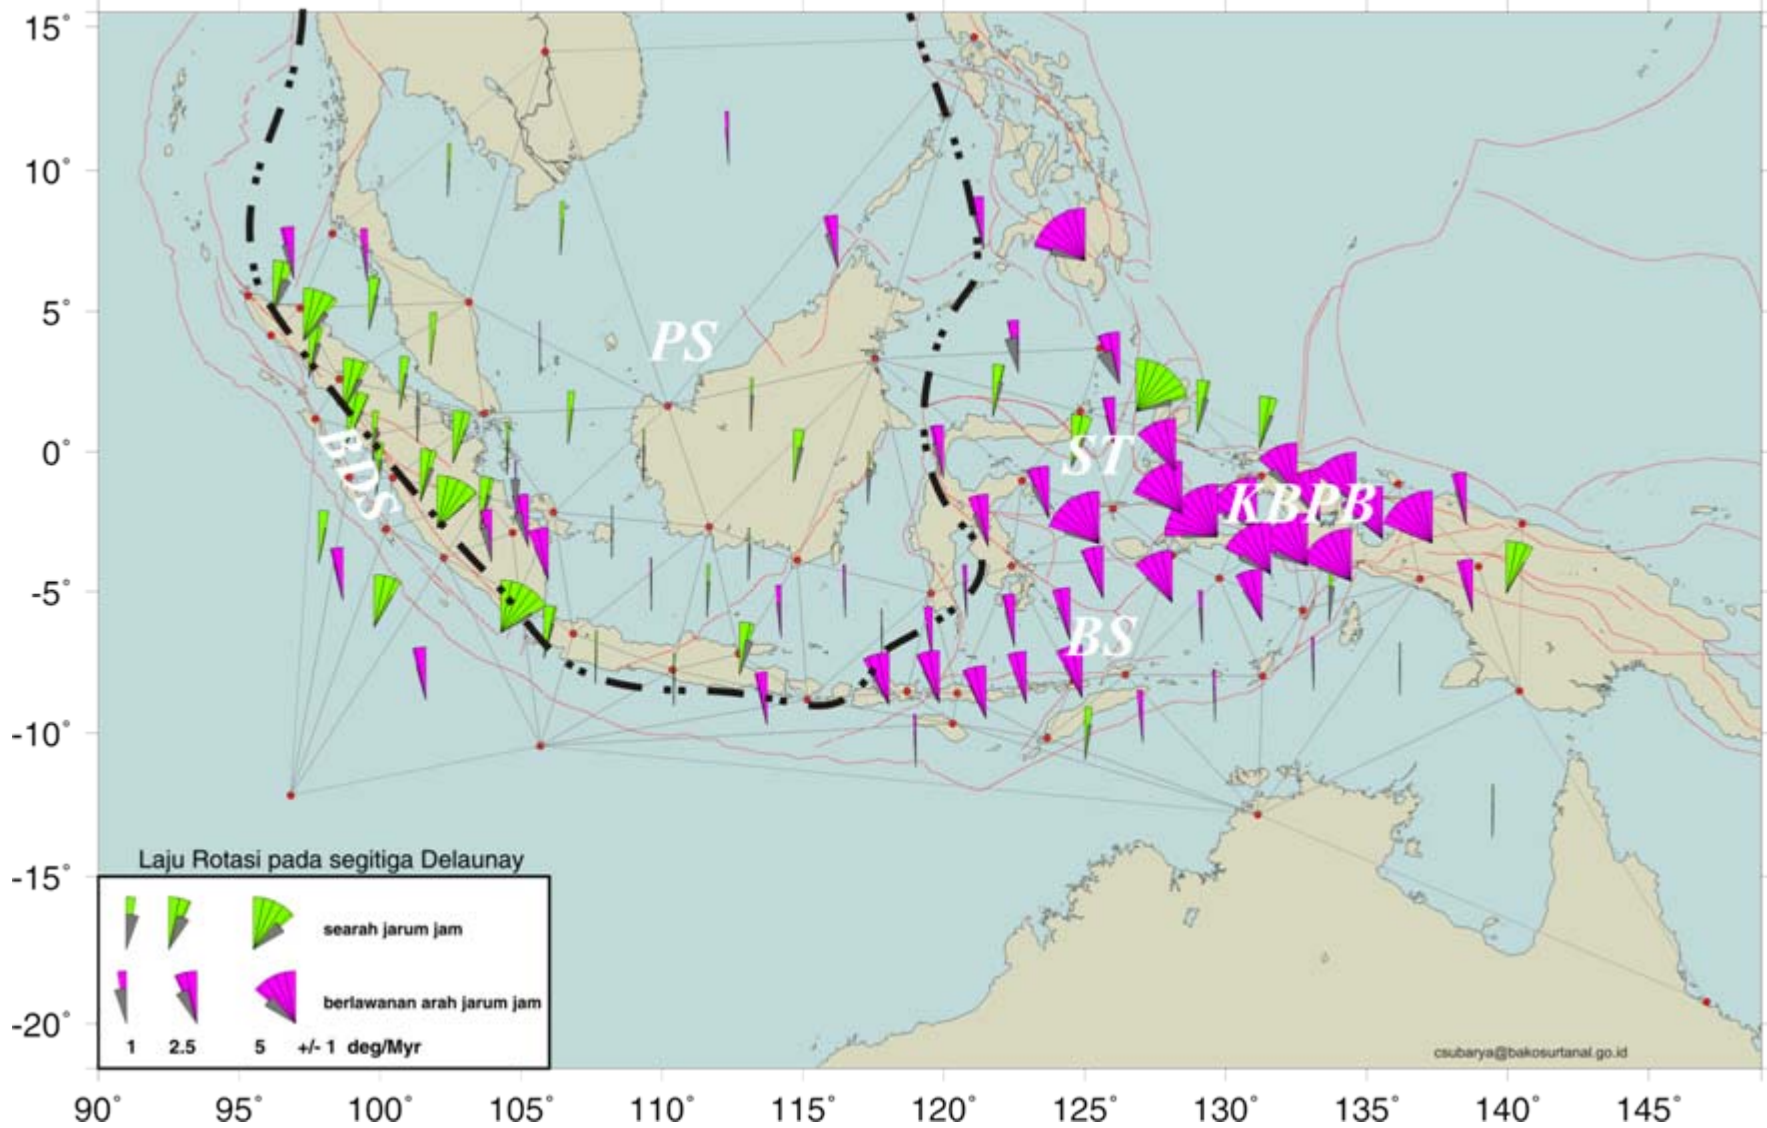 15°
10°
5°
0°
-5°
-10°
-15°
-20°
PS
BDS
ST
KBPB
BS
Laju Rotasi pada segitiga Delaunay
searah jarum jam
berlawanan arah jarum jam
1 2.5 5 +/- 1 deg/Myr
csubarya@bakosurtanal.go.id
90° 95° 100° 105° 110° 115° 120° 125° 130° 135° 140° 145°